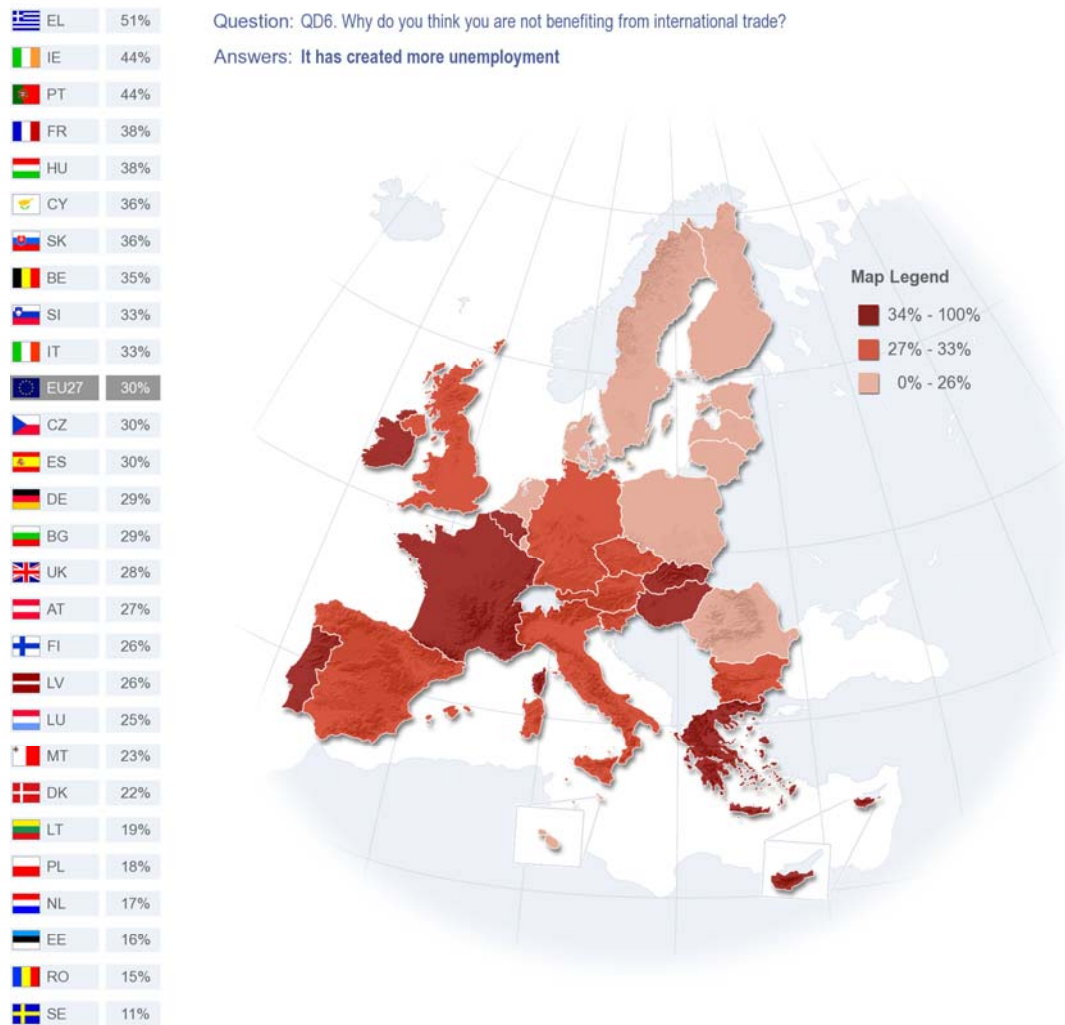 Question: QD6. Why do you think you are not benefiting from international trade?
Answers: It has created more unemployment
EL 51%
IE 44%
PT 44%
FR 38%
HU 38%
CY 36%
SK 36%
BE 35%
SI 33%
IT 33%
EU27 30%
CZ 30%
ES 30%
DE 29%
BG 29%
UK 28%
AT 27%
FI 26%
LV 26%
LU 25%
MT 23%
DK 22%
LT 19%
PL 18%
NL 17%
EE 16%
RO 15%
SE 11%
Map Legend
34% - 100%
27% - 33%
0% - 26%